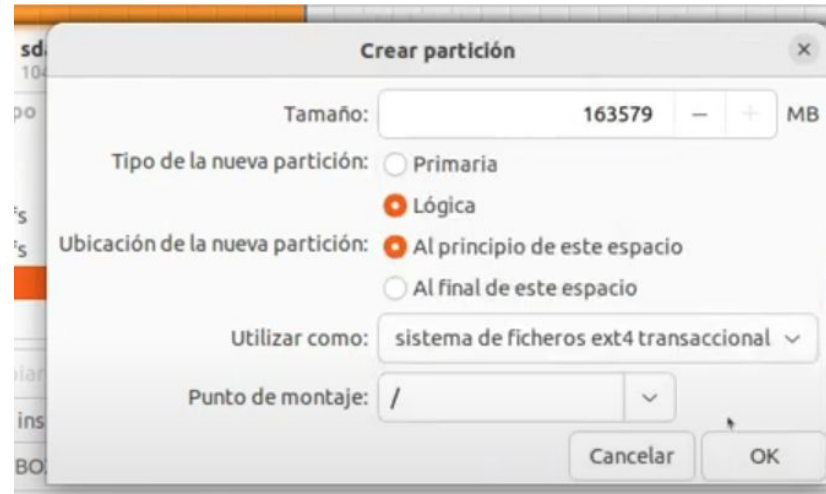 Crear partición
Tamaño: 163579 − + MB
Tipo de la nueva partición: Primaria
Lógica
Ubicación de la nueva partición: Al principio de este espacio
Al final de este espacio
Utilizar como: sistema de ficheros ext4 transaccional
Punto de montaje: /
Cancelar OK